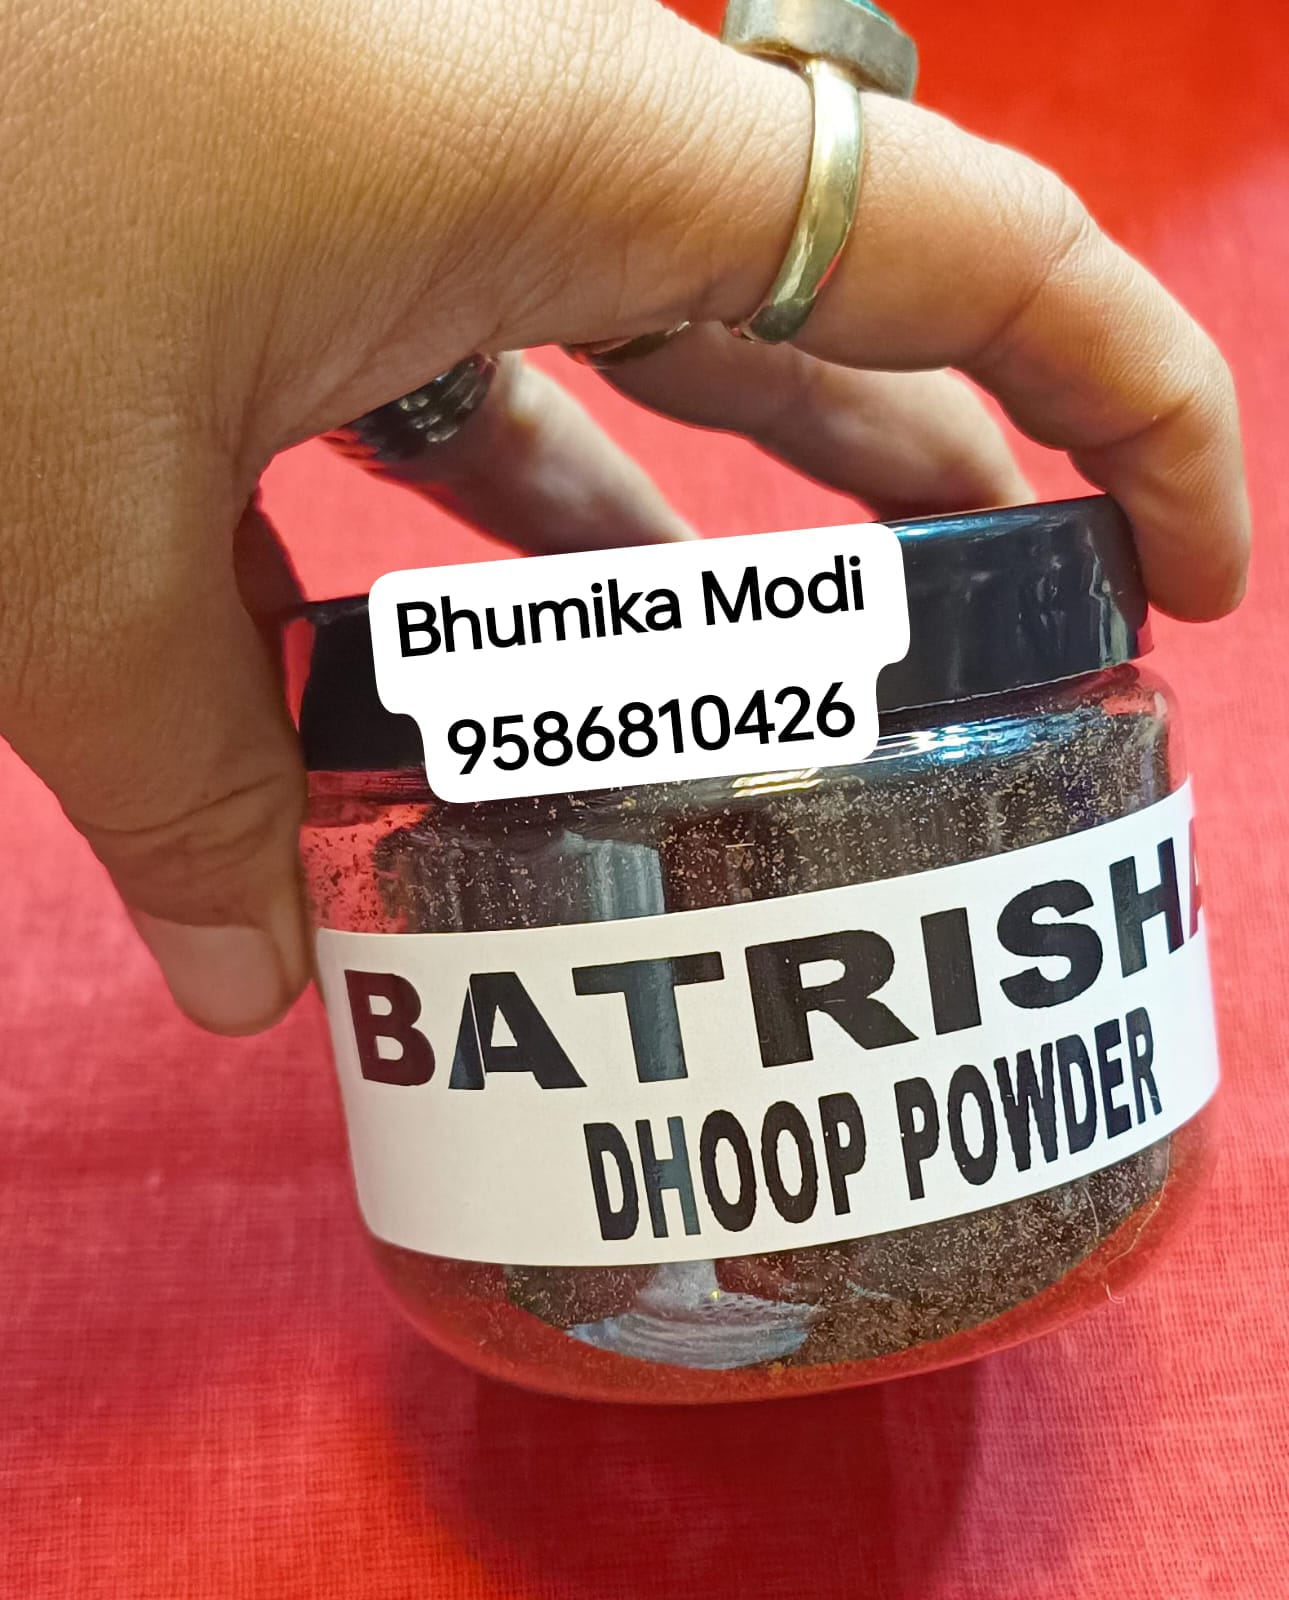 Bhumika Modi
9586810426
BATRISHA
DHOOP POWDER